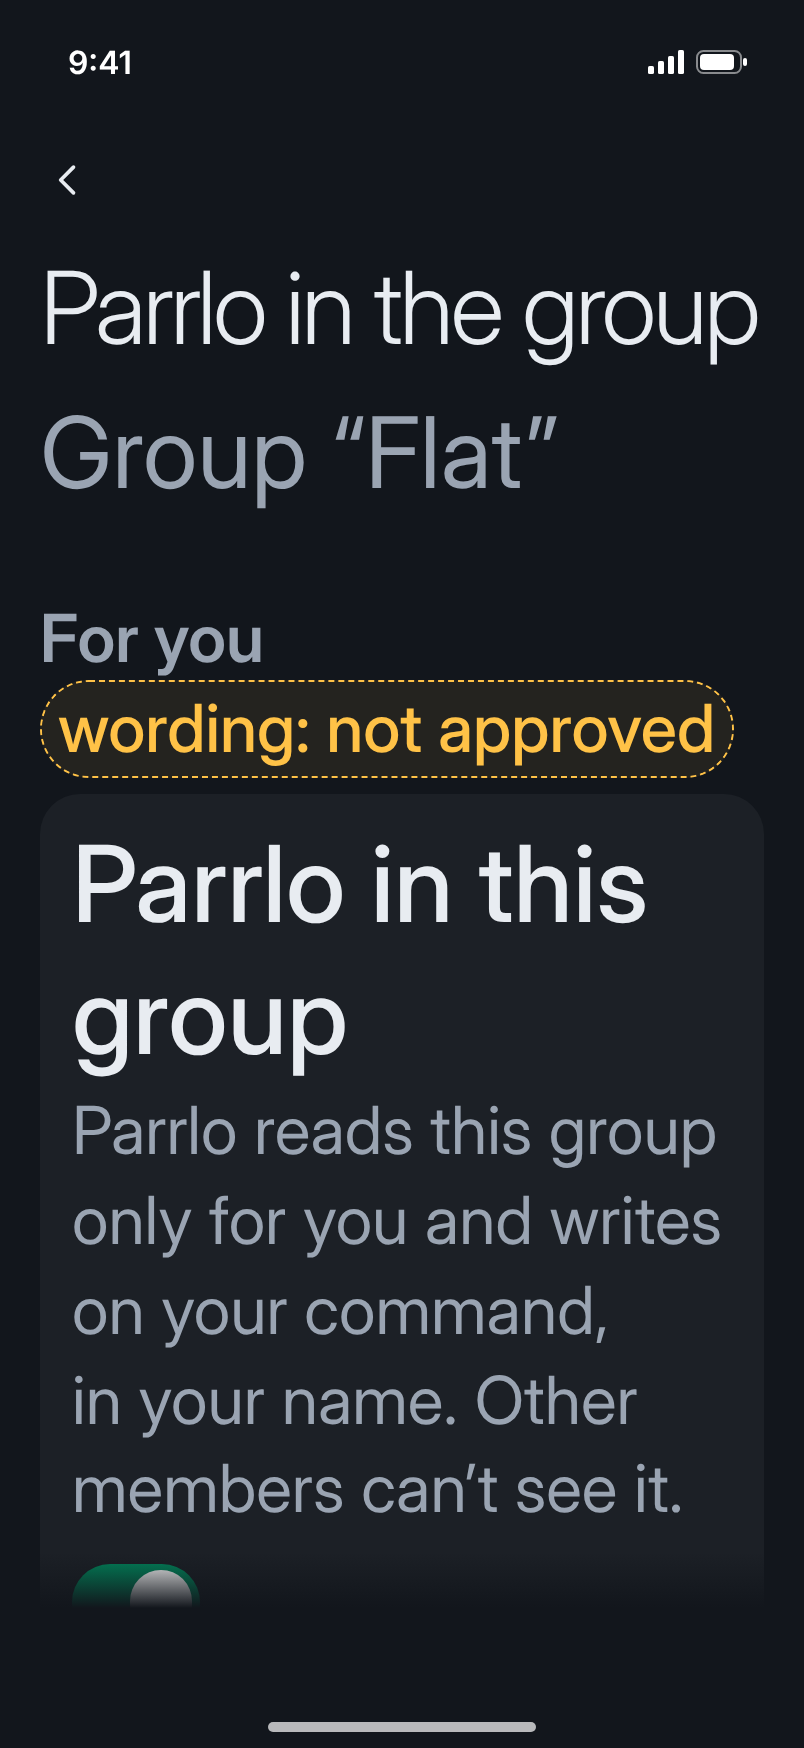 9:41
Parrlo in the group
Group “Flat”
For you
wording: not approved
Parrlo in this
group
Parrlo reads this group
only for you and writes
on your command,
in your name. Other
members can’t see it.